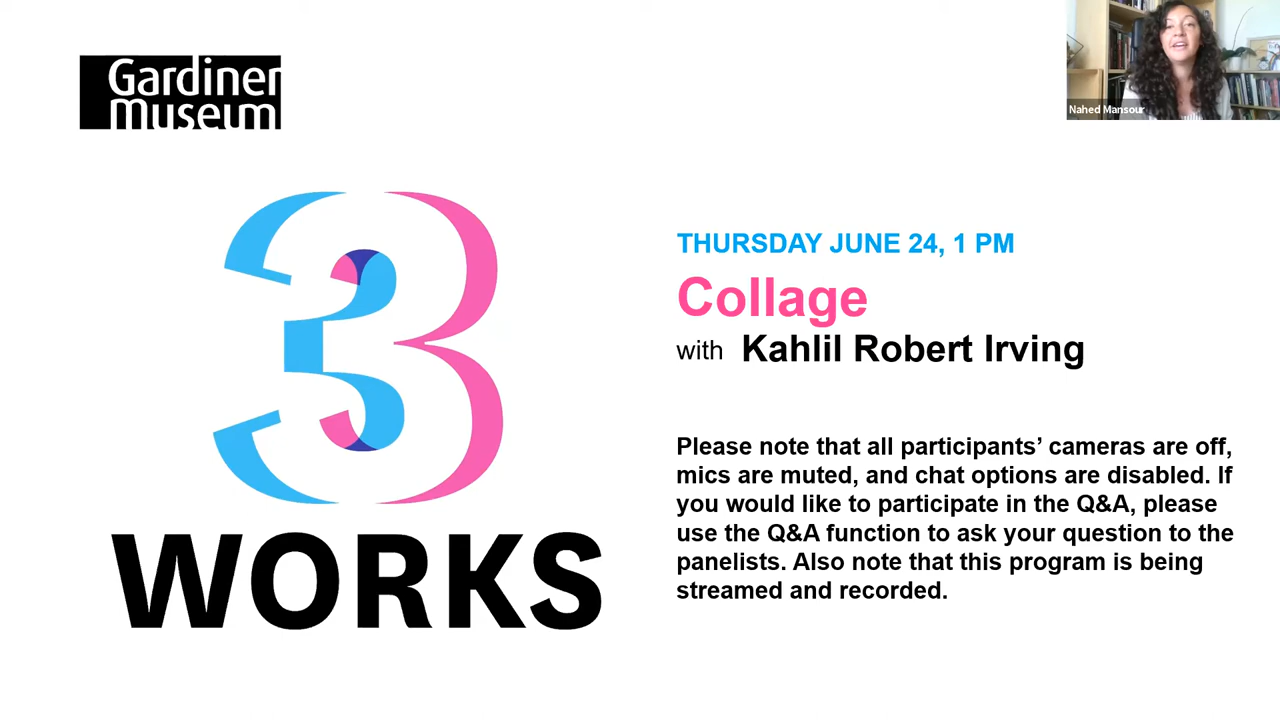 Gardiner
Museum
Nahed Mansour
3
WORKS
THURSDAY JUNE 24, 1 PM
Collage
with Kahlil Robert Irving
Please note that all participants’ cameras are off,
mics are muted, and chat options are disabled. If
you would like to participate in the Q&A, please
use the Q&A function to ask your question to the
panelists. Also note that this program is being
streamed and recorded.